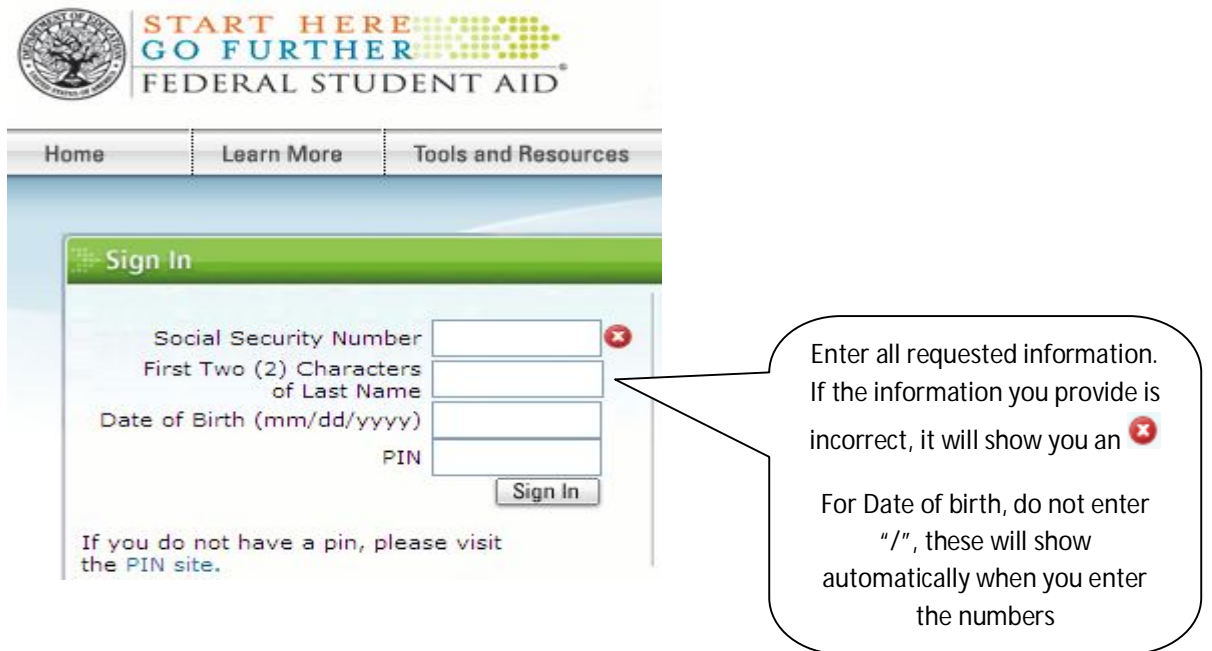 START HERE
GO FURTHER
FEDERAL STUDENT AID®
Home Learn More Tools and Resources
Sign In
Social Security Number
First Two (2) Characters
of Last Name
Date of Birth (mm/dd/yyyy)
PIN
Sign In
If you do not have a pin, please visit
the PIN site.
Enter all requested information.
If the information you provide is
incorrect, it will show you an
For Date of birth, do not enter
"/", these will show
automatically when you enter
the numbers